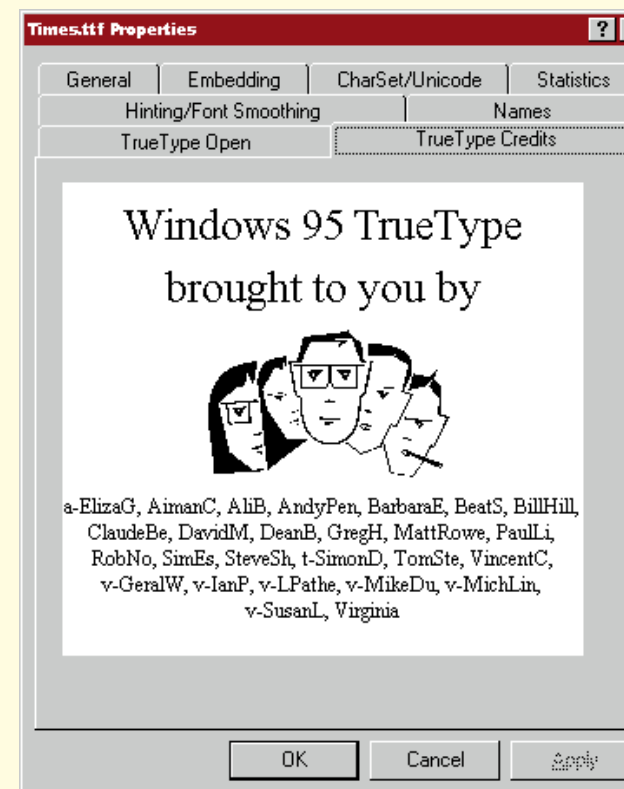 Times.ttf Properties
?
General Embedding CharSet/Unicode Statistics
Hinting/Font Smoothing Names
TrueType Open TrueType Credits
Windows 95 TrueType
brought to you by
a-ElizaG, AimanC, AliB, AndyPen, BarbaraE, BeatS, BillHill,
ClaudeBe, DavidM, DeanB, GregH, MattRowe, PaulLi,
RobNo, SimEs, SteveSh, t-SimonD, TomSte, VincentC,
v-GeralW, v-IanP, v-LPathe, v-MikeDu, v-MichLin,
v-SusanL, Virginia
OK Cancel Apply